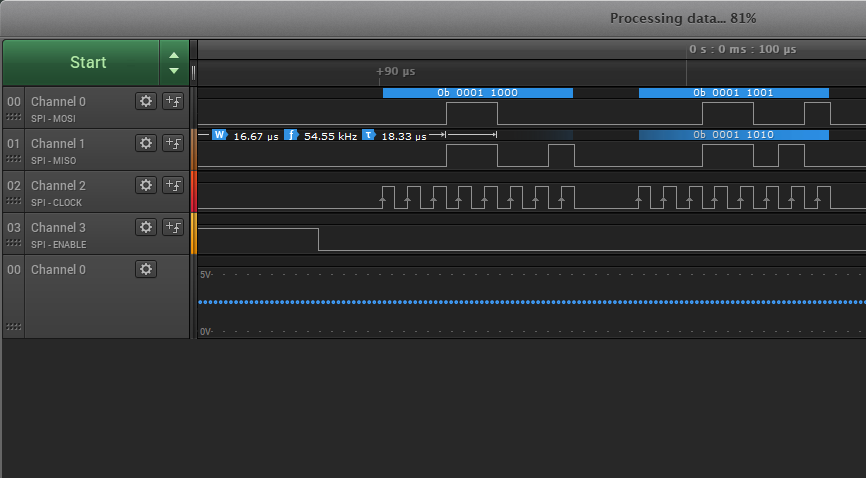 Processing data... 81%
Start
0 s : 0 ms : 100 µs
+90 µs
00 Channel 0
SPI - MOSI
0b 0001 1000
0b 0001 1001
01 Channel 1
SPI - MISO
W 16.67 µs f 54.55 kHz T 18.33 µs
0b 0001 1010
02 Channel 2
SPI - CLOCK
03 Channel 3
SPI - ENABLE
00 Channel 0
5V
0V